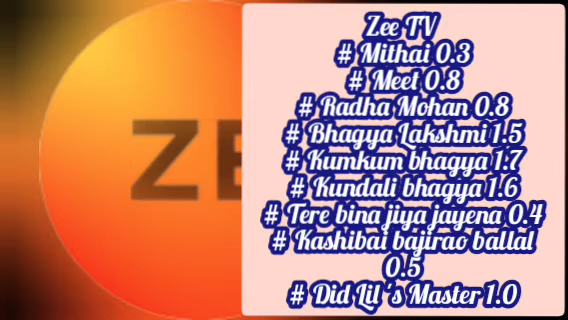 ZE
Zee TV
# Mithai 0.3
# Meet 0.8
# Radha Mohan 0.8
# Bhagya Lakshmi 1.5
# Kumkum bhagya 1.7
# Kundali bhagya 1.6
# Tere bina jiya jayena 0.4
# Kashibai bajirao ballal
0.5
# Did Lil 's Master 1.0